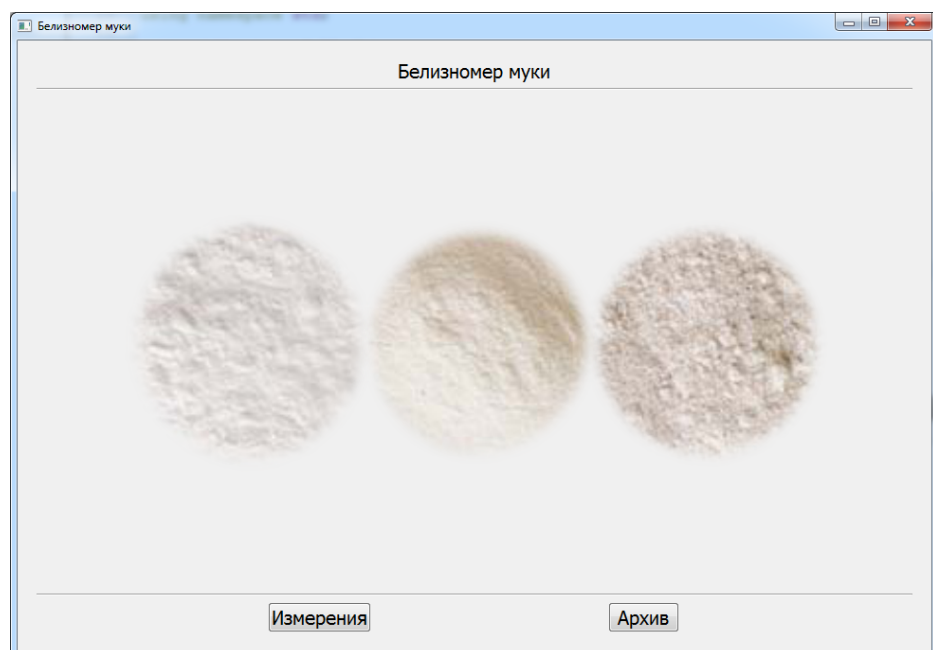 Белизномер муки
Белизномер муки
Измерения
Архив